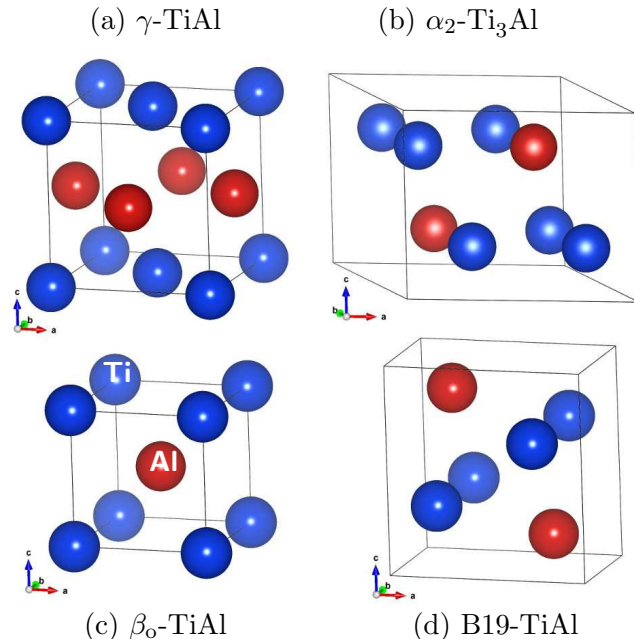 (a) γ-TiAl
(b) α₂-Ti₃Al
c
b
a
c
b
a
Ti
Al
c
b
a
c
b
a
(c) βₒ-TiAl
(d) B19-TiAl